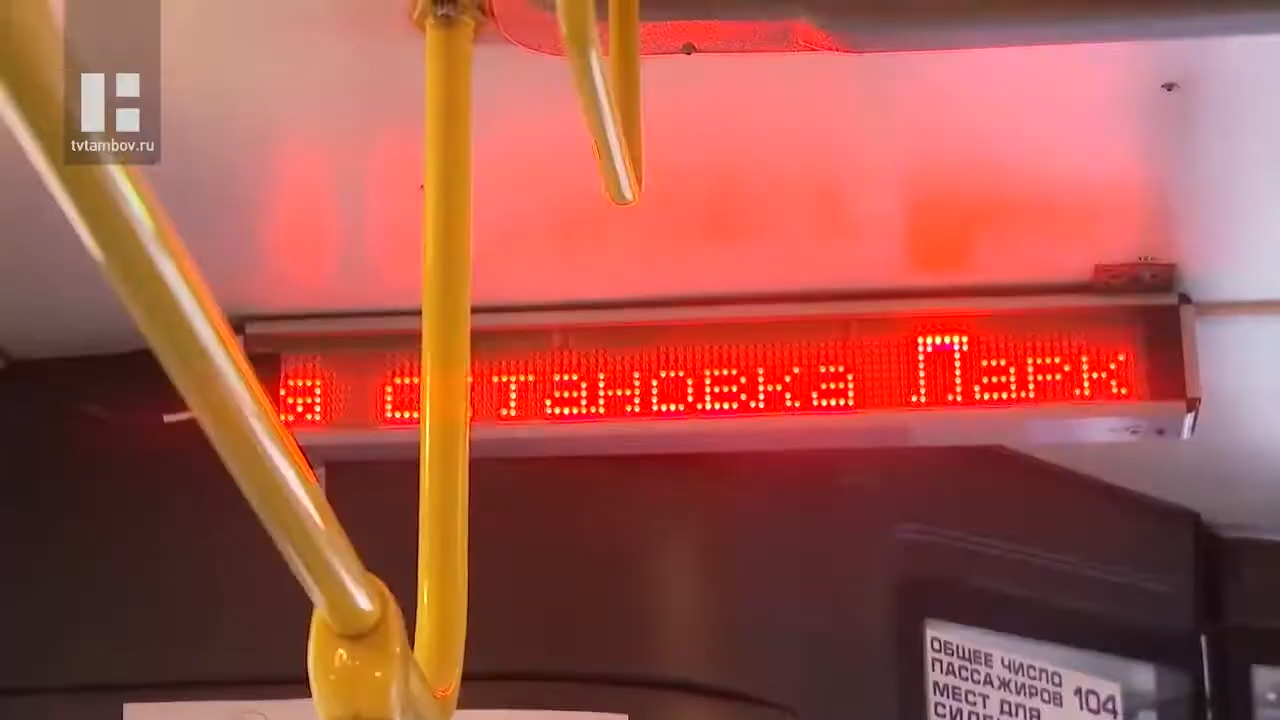 tvtambov.ru
я остановка Парк
ОБЩЕЕ ЧИСЛО
ПАССАЖИРОВ 104
МЕСТ ДЛЯ